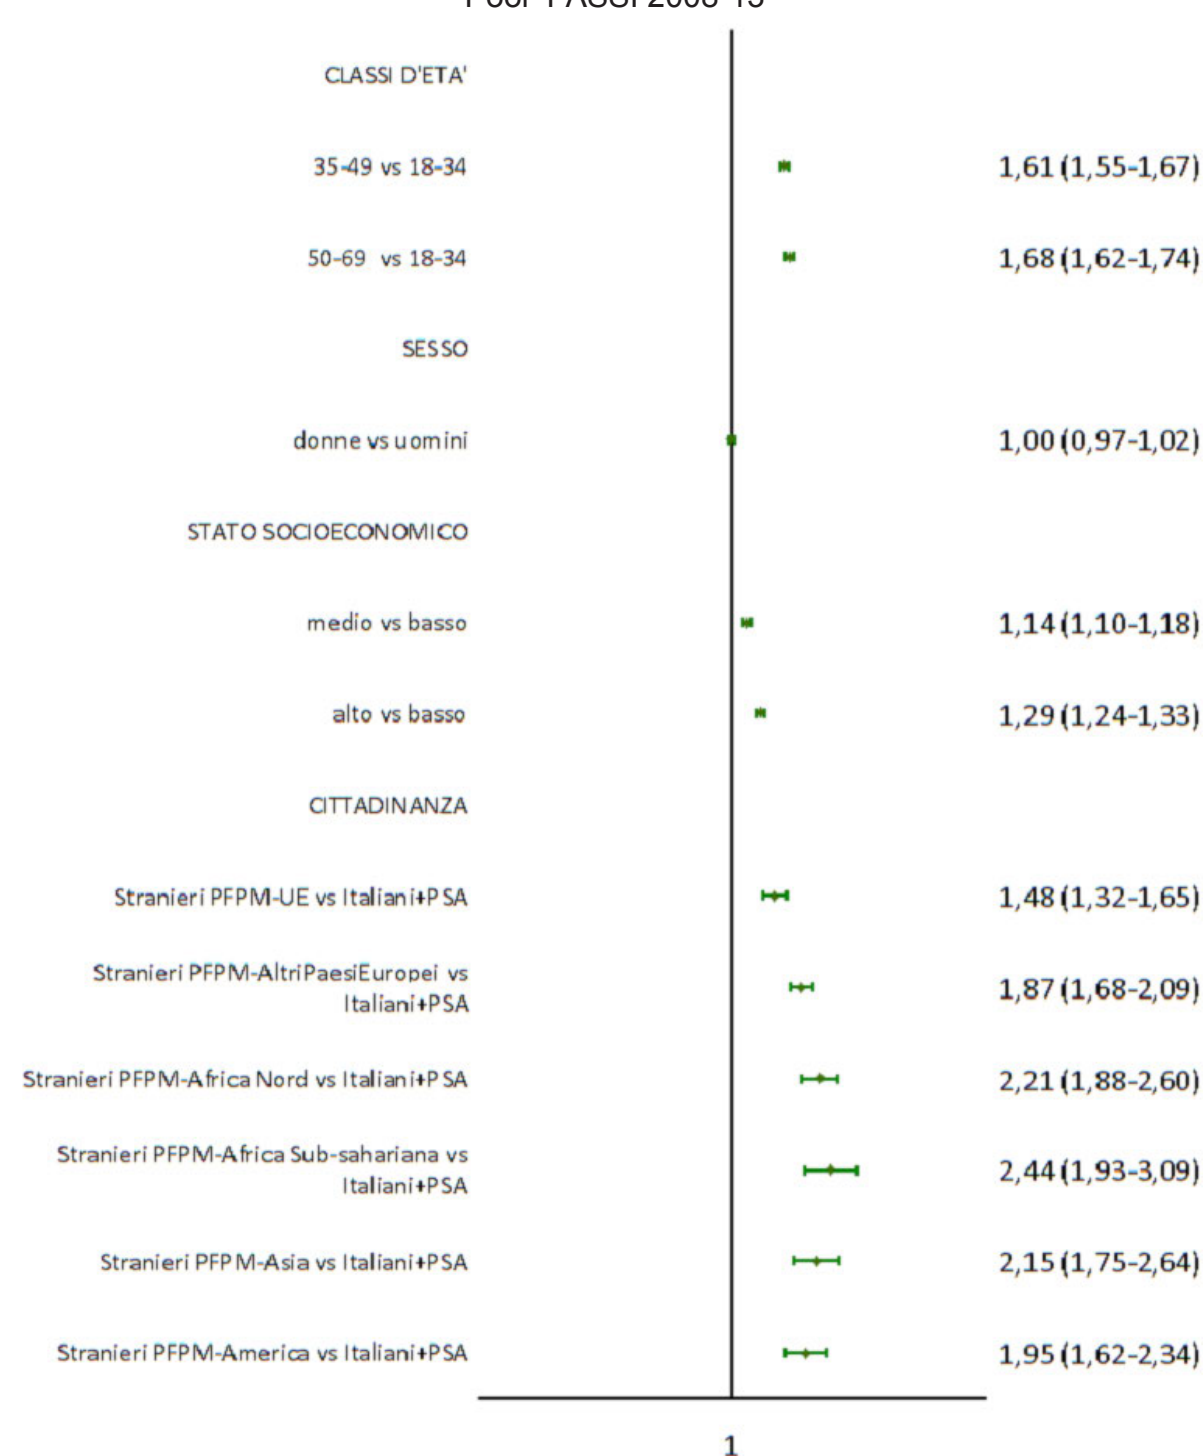 CLASSI D'ETA'
35-49 vs 18-34 1,61 (1,55-1,67)
50-69 vs 18-34 1,68 (1,62-1,74)
SESSO
donne vs uomini 1,00 (0,97-1,02)
STATO SOCIOECONOMICO
medio vs basso 1,14 (1,10-1,18)
alto vs basso 1,29 (1,24-1,33)
CITTADINANZA
Stranieri PFPM-UE vs Italiani+PSA 1,48 (1,32-1,65)
Stranieri PFPM-AltriPaesiEuropei vs
Italiani+PSA 1,87 (1,68-2,09)
Stranieri PFPM-Africa Nord vs Italiani+PSA 2,21 (1,88-2,60)
Stranieri PFPM-Africa Sub-sahariana vs
Italiani+PSA 2,44 (1,93-3,09)
Stranieri PFPM-Asia vs Italiani+PSA 2,15 (1,75-2,64)
Stranieri PFPM-America vs Italiani+PSA 1,95 (1,62-2,34)
1